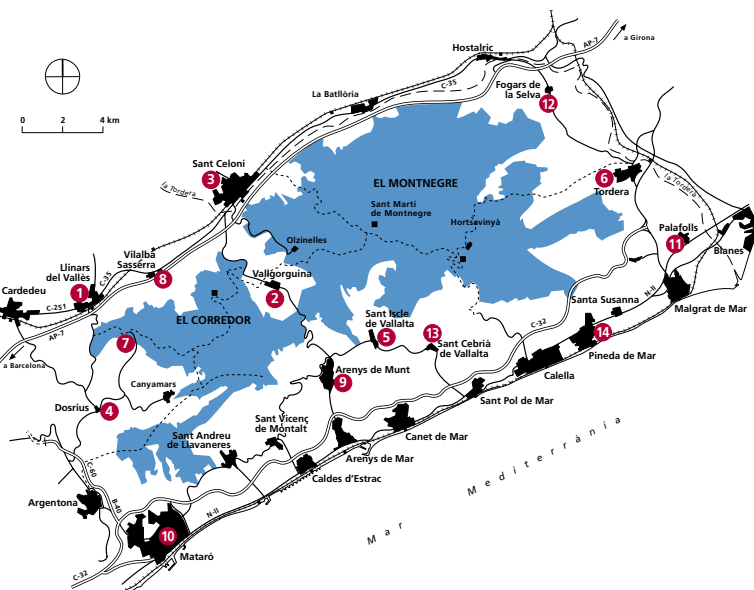 a Girona
AP-7
Hostalric
C-35
Fogars de
la Selva
12
La Batllòria
0 2 4 km
Sant Celoni
3
la Tordera
EL MONTNEGRE
6
Tordera
la Tordera
Sant Martí
de Montnegre
Hortsavinyà
Olzinelles
Palafolls
11
Blanes
Vilalba
Sasserra
8
Llinars
del Vallès
1
C-35
Cardedeu
C-251
AP-7
a Barcelona
Vallgorguina
2
N-II
Santa Susanna
Malgrat de Mar
EL CORREDOR
Sant Iscle
de Vallalta
5
13
Sant Cebrià
de Vallalta
C-32
14
Pineda de Mar
7
Calella
Arenys de Munt
9
Canyamars
Sant Pol de Mar
Dosrius
4
Sant Vicenç
de Montalt
Canet de Mar
Sant Andreu
de Llavaneres
Arenys de Mar
Caldes d'Estrac
C-60
Argentona
B-40
N-II
10
Mataró
C-32
Mar Mediterrània